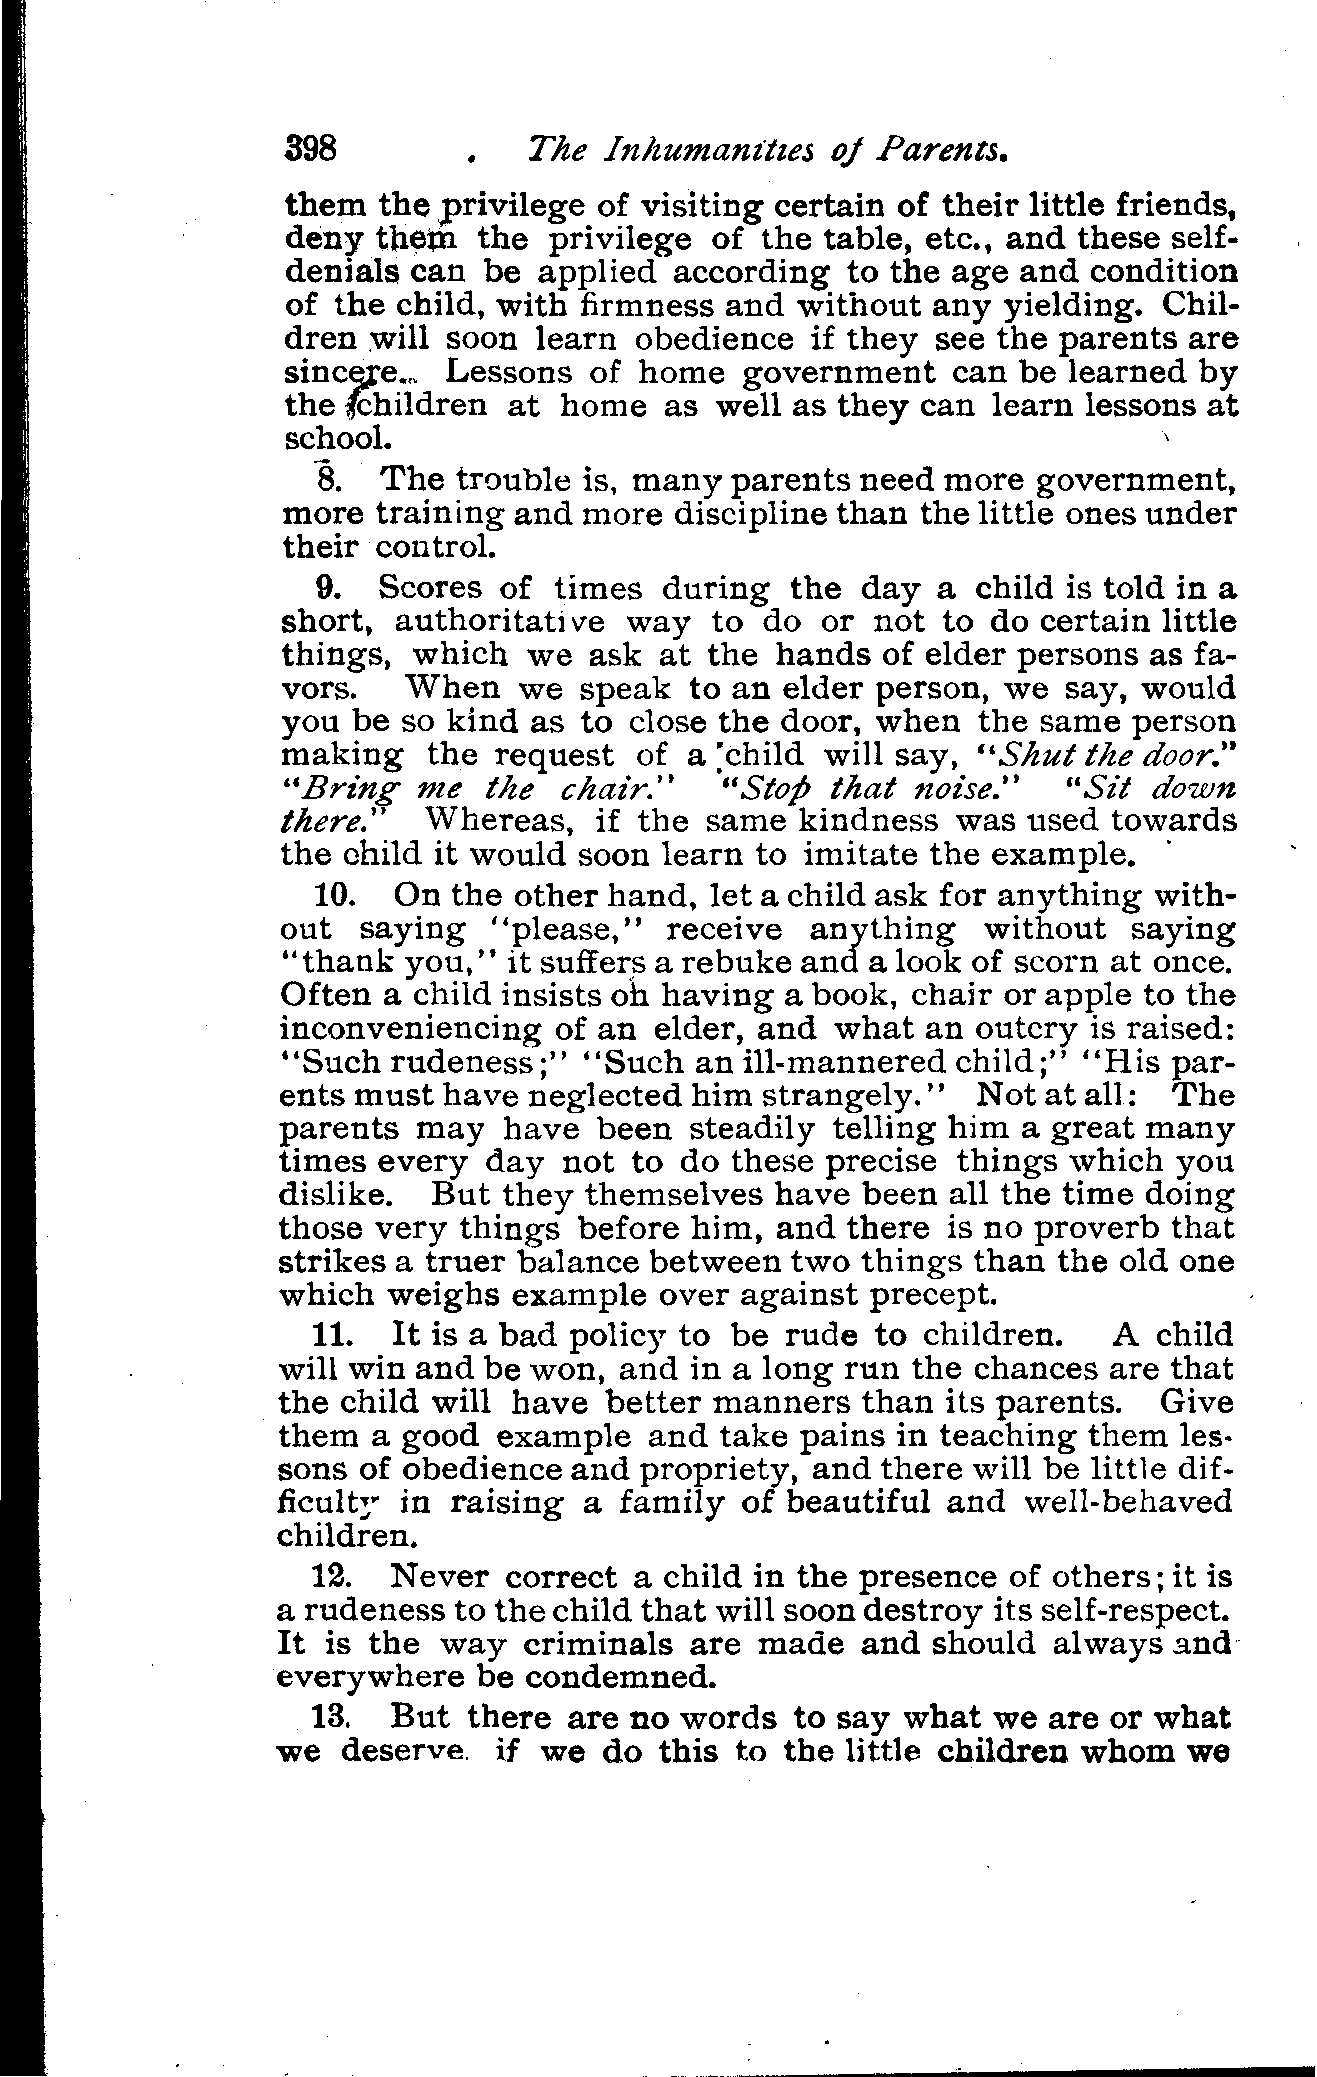 398 The Inhumanities of Parents.
them the privilege of visiting certain of their little friends,
deny them the privilege of the table, etc., and these self-
denials can be applied according to the age and condition
of the child, with firmness and without any yielding. Chil-
dren will soon learn obedience if they see the parents are
sincere. Lessons of home government can be learned by
the children at home as well as they can learn lessons at
school.
8. The trouble is, many parents need more government,
more training and more discipline than the little ones under
their control.
9. Scores of times during the day a child is told in a
short, authoritative way to do or not to do certain little
things, which we ask at the hands of elder persons as fa-
vors. When we speak to an elder person, we say, would
you be so kind as to close the door, when the same person
making the request of a child will say, "Shut the door."
"Bring me the chair." "Stop that noise." "Sit down
there." Whereas, if the same kindness was used towards
the child it would soon learn to imitate the example.
10. On the other hand, let a child ask for anything with-
out saying "please," receive anything without saying
"thank you," it suffers a rebuke and a look of scorn at once.
Often a child insists on having a book, chair or apple to the
inconveniencing of an elder, and what an outcry is raised:
"Such rudeness;" "Such an ill-mannered child;" "His par-
ents must have neglected him strangely." Not at all: The
parents may have been steadily telling him a great many
times every day not to do these precise things which you
dislike. But they themselves have been all the time doing
those very things before him, and there is no proverb that
strikes a truer balance between two things than the old one
which weighs example over against precept.
11. It is a bad policy to be rude to children. A child
will win and be won, and in a long run the chances are that
the child will have better manners than its parents. Give
them a good example and take pains in teaching them les-
sons of obedience and propriety, and there will be little dif-
ficulty in raising a family of beautiful and well-behaved
children.
12. Never correct a child in the presence of others; it is
a rudeness to the child that will soon destroy its self-respect.
It is the way criminals are made and should always and
everywhere be condemned.
13. But there are no words to say what we are or what
we deserve. if we do this to the little children whom we